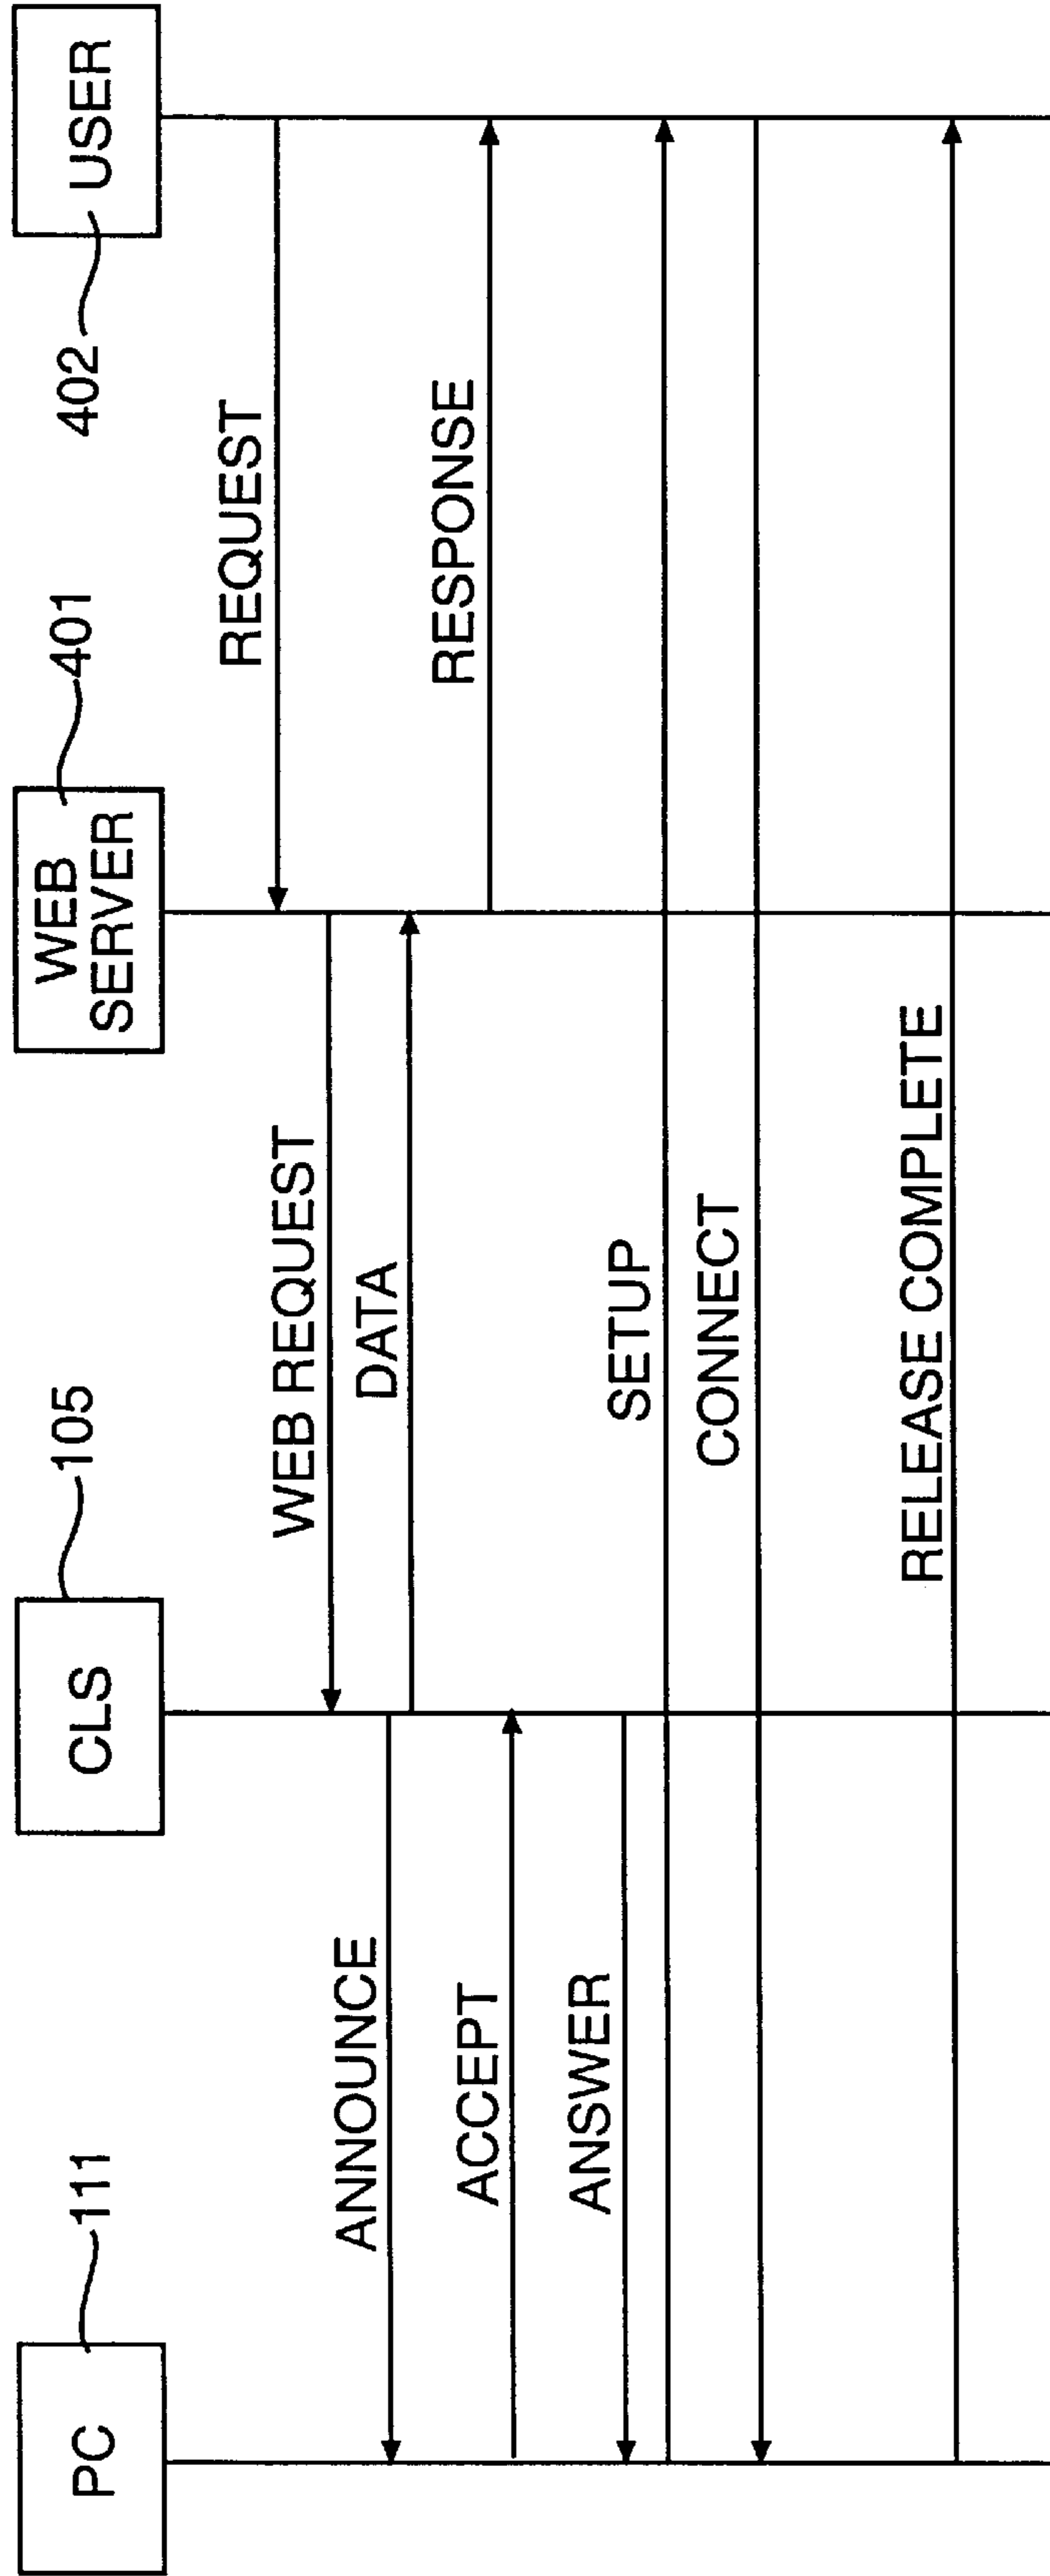 PC
111
CLS
105
WEB
SERVER
401
USER
402
REQUEST
WEB REQUEST
ANNOUNCE
DATA
RESPONSE
ACCEPT
ANSWER
SETUP
CONNECT
RELEASE COMPLETE